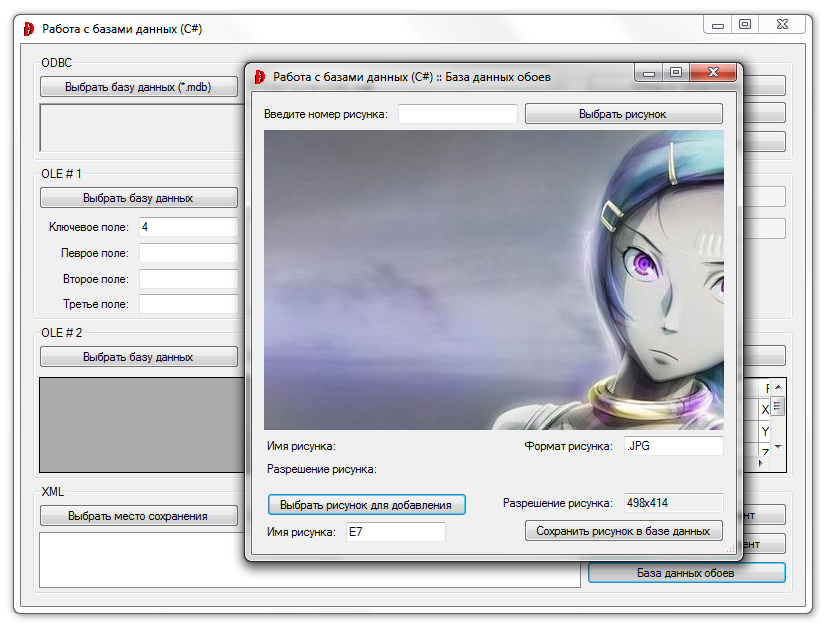 Работа с базами данных (C#)
ODBC
Выбрать базу данных (*.mdb)
OLE # 1
Выбрать базу данных
Ключевое поле: 4
Певрое поле:
Второе поле:
Третье поле:
OLE # 2
Выбрать базу данных
XML
Выбрать место сохранения
Работа с базами данных (C#) :: База данных обоев
Введите номер рисунка:
Выбрать рисунок
Имя рисунка:
Формат рисунка: .JPG
Разрешение рисунка:
Выбрать рисунок для добавления
Разрешение рисунка: 498x414
Имя рисунка: E7
Сохранить рисунок в базе данных
X
Y
База данных обоев